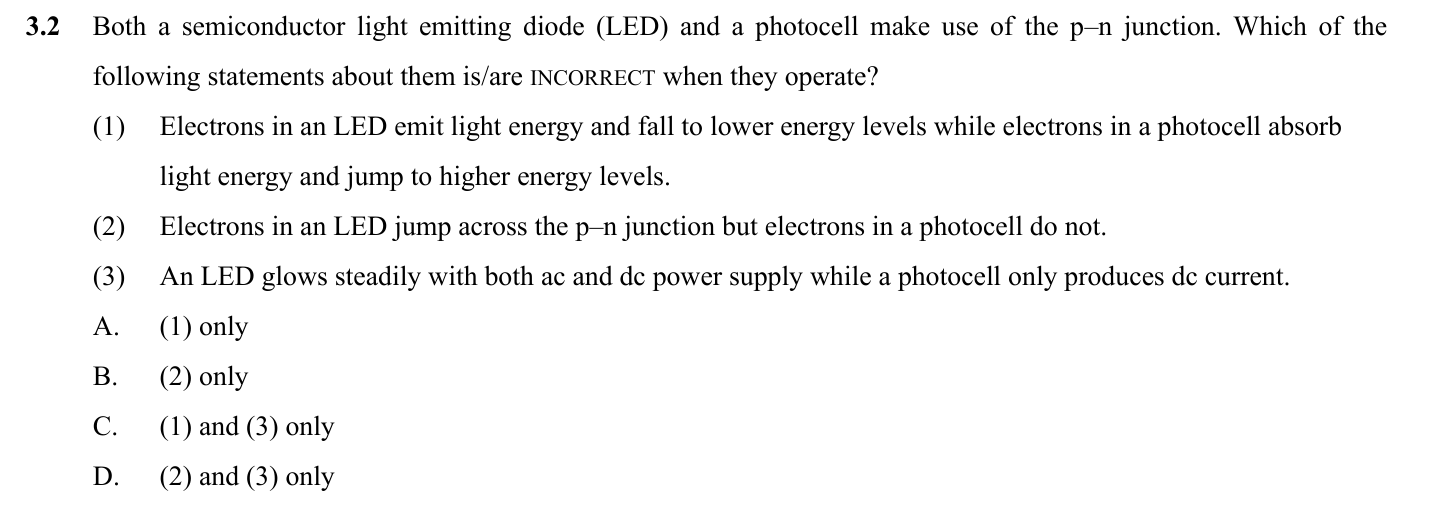 3.2 Both a semiconductor light emitting diode (LED) and a photocell make use of the p–n junction. Which of the
following statements about them is/are INCORRECT when they operate?
(1) Electrons in an LED emit light energy and fall to lower energy levels while electrons in a photocell absorb
light energy and jump to higher energy levels.
(2) Electrons in an LED jump across the p–n junction but electrons in a photocell do not.
(3) An LED glows steadily with both ac and dc power supply while a photocell only produces dc current.
A. (1) only
B. (2) only
C. (1) and (3) only
D. (2) and (3) only